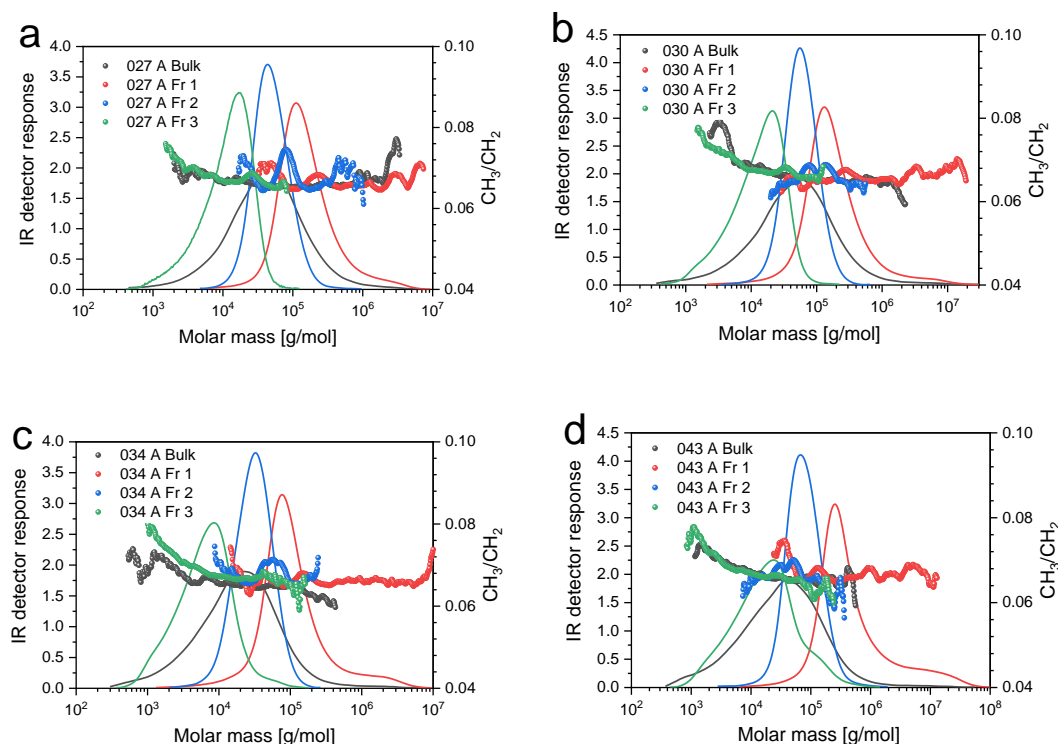 a
4.0
3.5
3.0
2.5
2.0
1.5
1.0
0.5
0.0
IR detector response
027 A Bulk
027 A Fr 1
027 A Fr 2
027 A Fr 3
0.10
0.08
0.06
0.04
CH3/CH2
10^2 10^3 10^4 10^5 10^6 10^7
Molar mass [g/mol]
b
4.5
4.0
3.5
3.0
2.5
2.0
1.5
1.0
0.5
0.0
IR detector response
030 A Bulk
030 A Fr 1
030 A Fr 2
030 A Fr 3
0.10
0.08
0.06
0.04
CH3/CH2
10^2 10^3 10^4 10^5 10^6 10^7
Molar mass [g/mol]
c
4.0
3.5
3.0
2.5
2.0
1.5
1.0
0.5
0.0
IR detector response
034 A Bulk
034 A Fr 1
034 A Fr 2
034 A Fr 3
0.10
0.08
0.06
0.04
CH3/CH2
10^2 10^3 10^4 10^5 10^6 10^7
Molar mass [g/mol]
d
4.5
4.0
3.5
3.0
2.5
2.0
1.5
1.0
0.5
0.0
IR detector response
043 A Bulk
043 A Fr 1
043 A Fr 2
043 A Fr 3
0.10
0.08
0.06
0.04
CH3/CH2
10^2 10^3 10^4 10^5 10^6 10^7 10^8
Molar mass [g/mol]